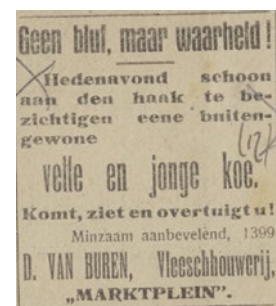 Geen bluf, maar waarheid!
Hedenavond schoon
aan den haak te be-
zichtigen eene buiten-
gewone
vette en jonge koe.
Komt, ziet en overtuigt u!
Minzaam aanbevelend, 1399
D. VAN BUREN, Vleeschhouwerij,
„MARKTPLEIN".